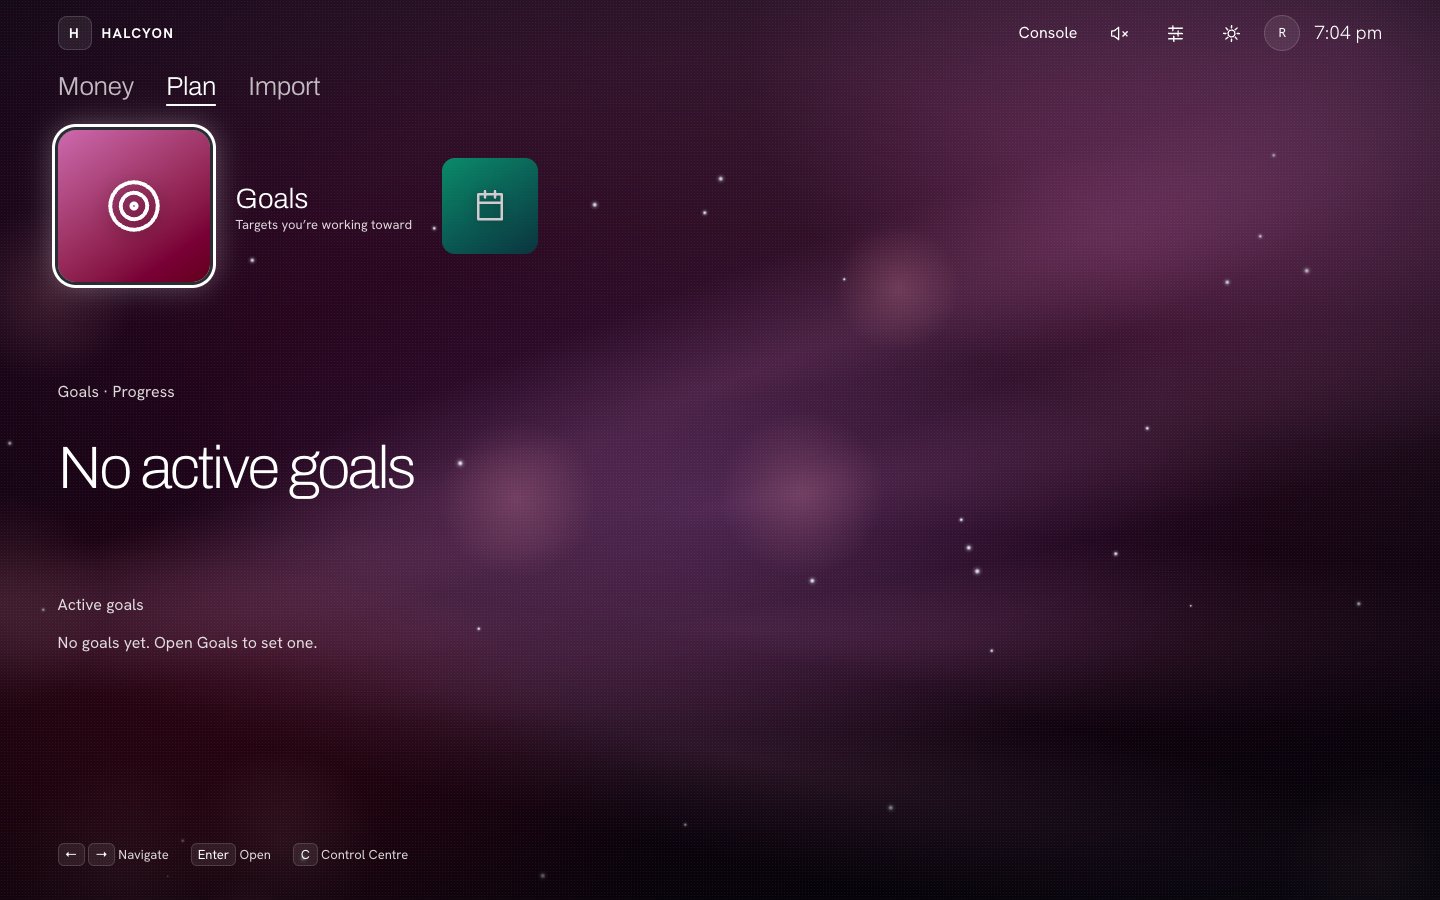 H HALCYON
Console R 7:04 pm
Money Plan Import
Goals
Targets you’re working toward
Goals · Progress
No active goals
Active goals
No goals yet. Open Goals to set one.
← → Navigate Enter Open C Control Centre